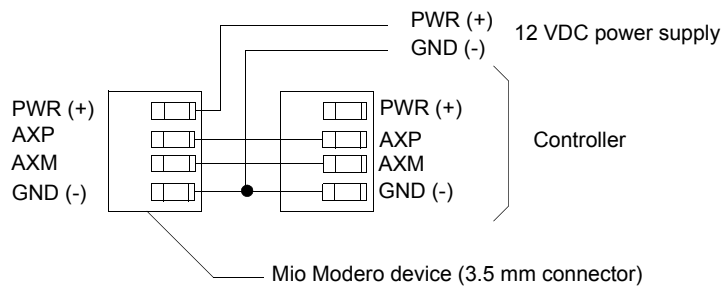 PWR (+)
GND (-)
12 VDC power supply
PWR (+)
AXP
AXM
GND (-)
PWR (+)
AXP
AXM
GND (-)
Controller
Mio Modero device (3.5 mm connector)